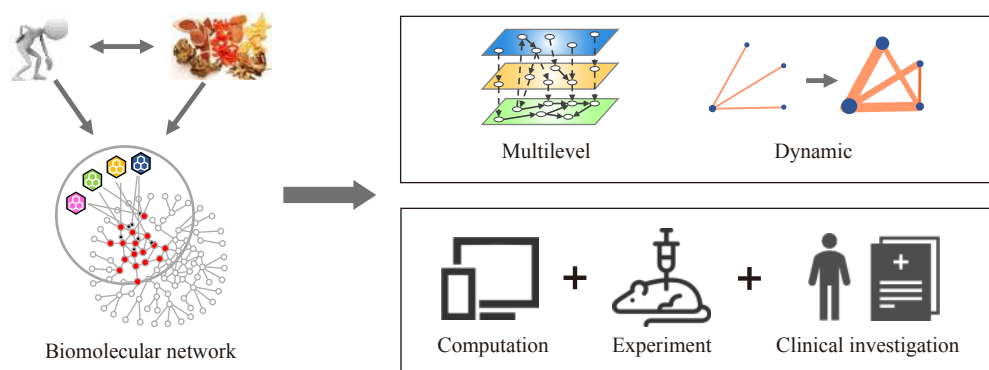 Multilevel
Dynamic
Biomolecular network
Computation
Experiment
Clinical investigation